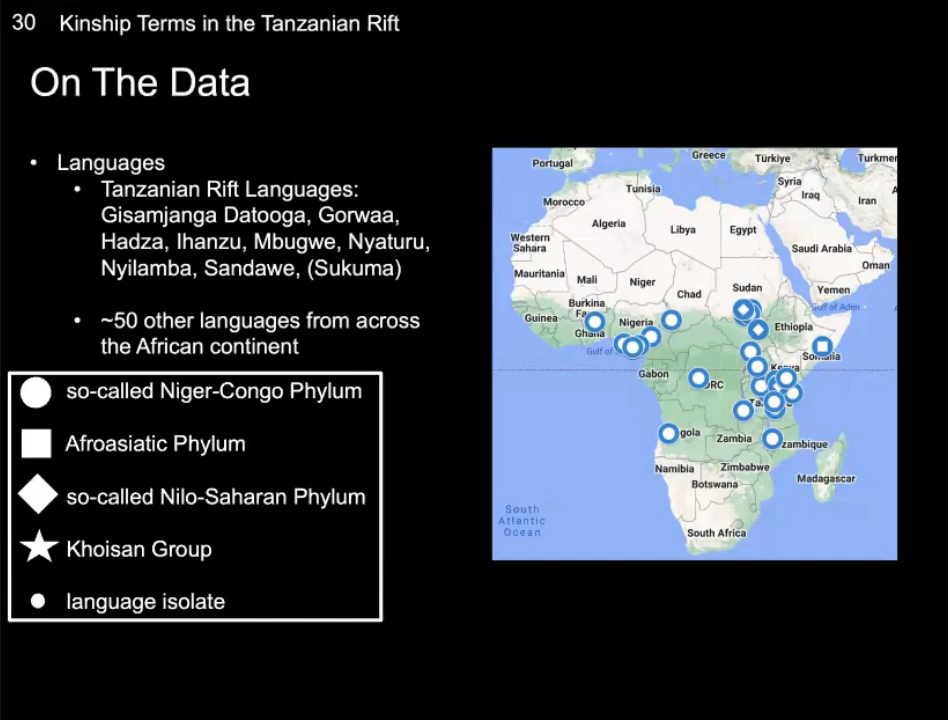 30 Kinship Terms in the Tanzanian Rift
On The Data
• Languages
• Tanzanian Rift Languages:
Gisamjanga Datooga, Gorwaa,
Hadza, Ihanzu, Mbugwe, Nyaturu,
Nyilamba, Sandawe, (Sukuma)
• ~50 other languages from across
the African continent
so-called Niger-Congo Phylum
Afroasiatic Phylum
so-called Nilo-Saharan Phylum
Khoisan Group
language isolate
Portugal
Greece
Türkiye
Turkmen
Syria
Iraq
Iran
Tunisia
Morocco
Algeria
Libya
Egypt
Western
Sahara
Saudi Arabia
Oman
Mauritania
Mali
Niger
Chad
Sudan
Yemen
Gulf of Aden
Burkina
Guinea
Ghana
Nigeria
Ethiopia
Gulf of
Somalia
Gabon
DRC
Kenya
gola
Zambia
zambique
Namibia
Zimbabwe
Botswana
Madagascar
South
Atlantic
Ocean
South Africa